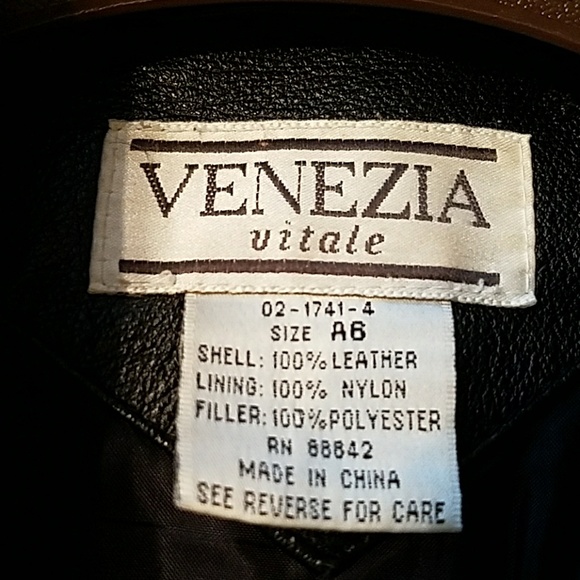 VENEZIA
vitale
02-1741-4
SIZE A6
SHELL: 100% LEATHER
LINING: 100% NYLON
FILLER: 100% POLYESTER
RN 88842
MADE IN CHINA
SEE REVERSE FOR CARE